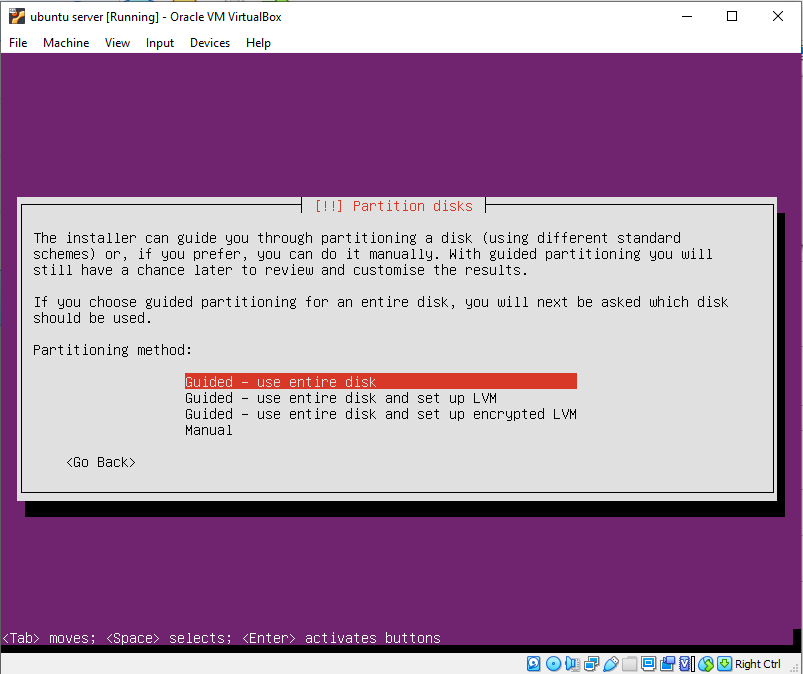 ubuntu server [Running] - Oracle VM VirtualBox
File Machine View Input Devices Help
[!!] Partition disks
The installer can guide you through partitioning a disk (using different standard
schemes) or, if you prefer, you can do it manually. With guided partitioning you will
still have a chance later to review and customise the results.
If you choose guided partitioning for an entire disk, you will next be asked which disk
should be used.
Partitioning method:
Guided - use entire disk
Guided - use entire disk and set up LVM
Guided - use entire disk and set up encrypted LVM
Manual
<Go Back>
<Tab> moves; <Space> selects; <Enter> activates buttons
Right Ctrl